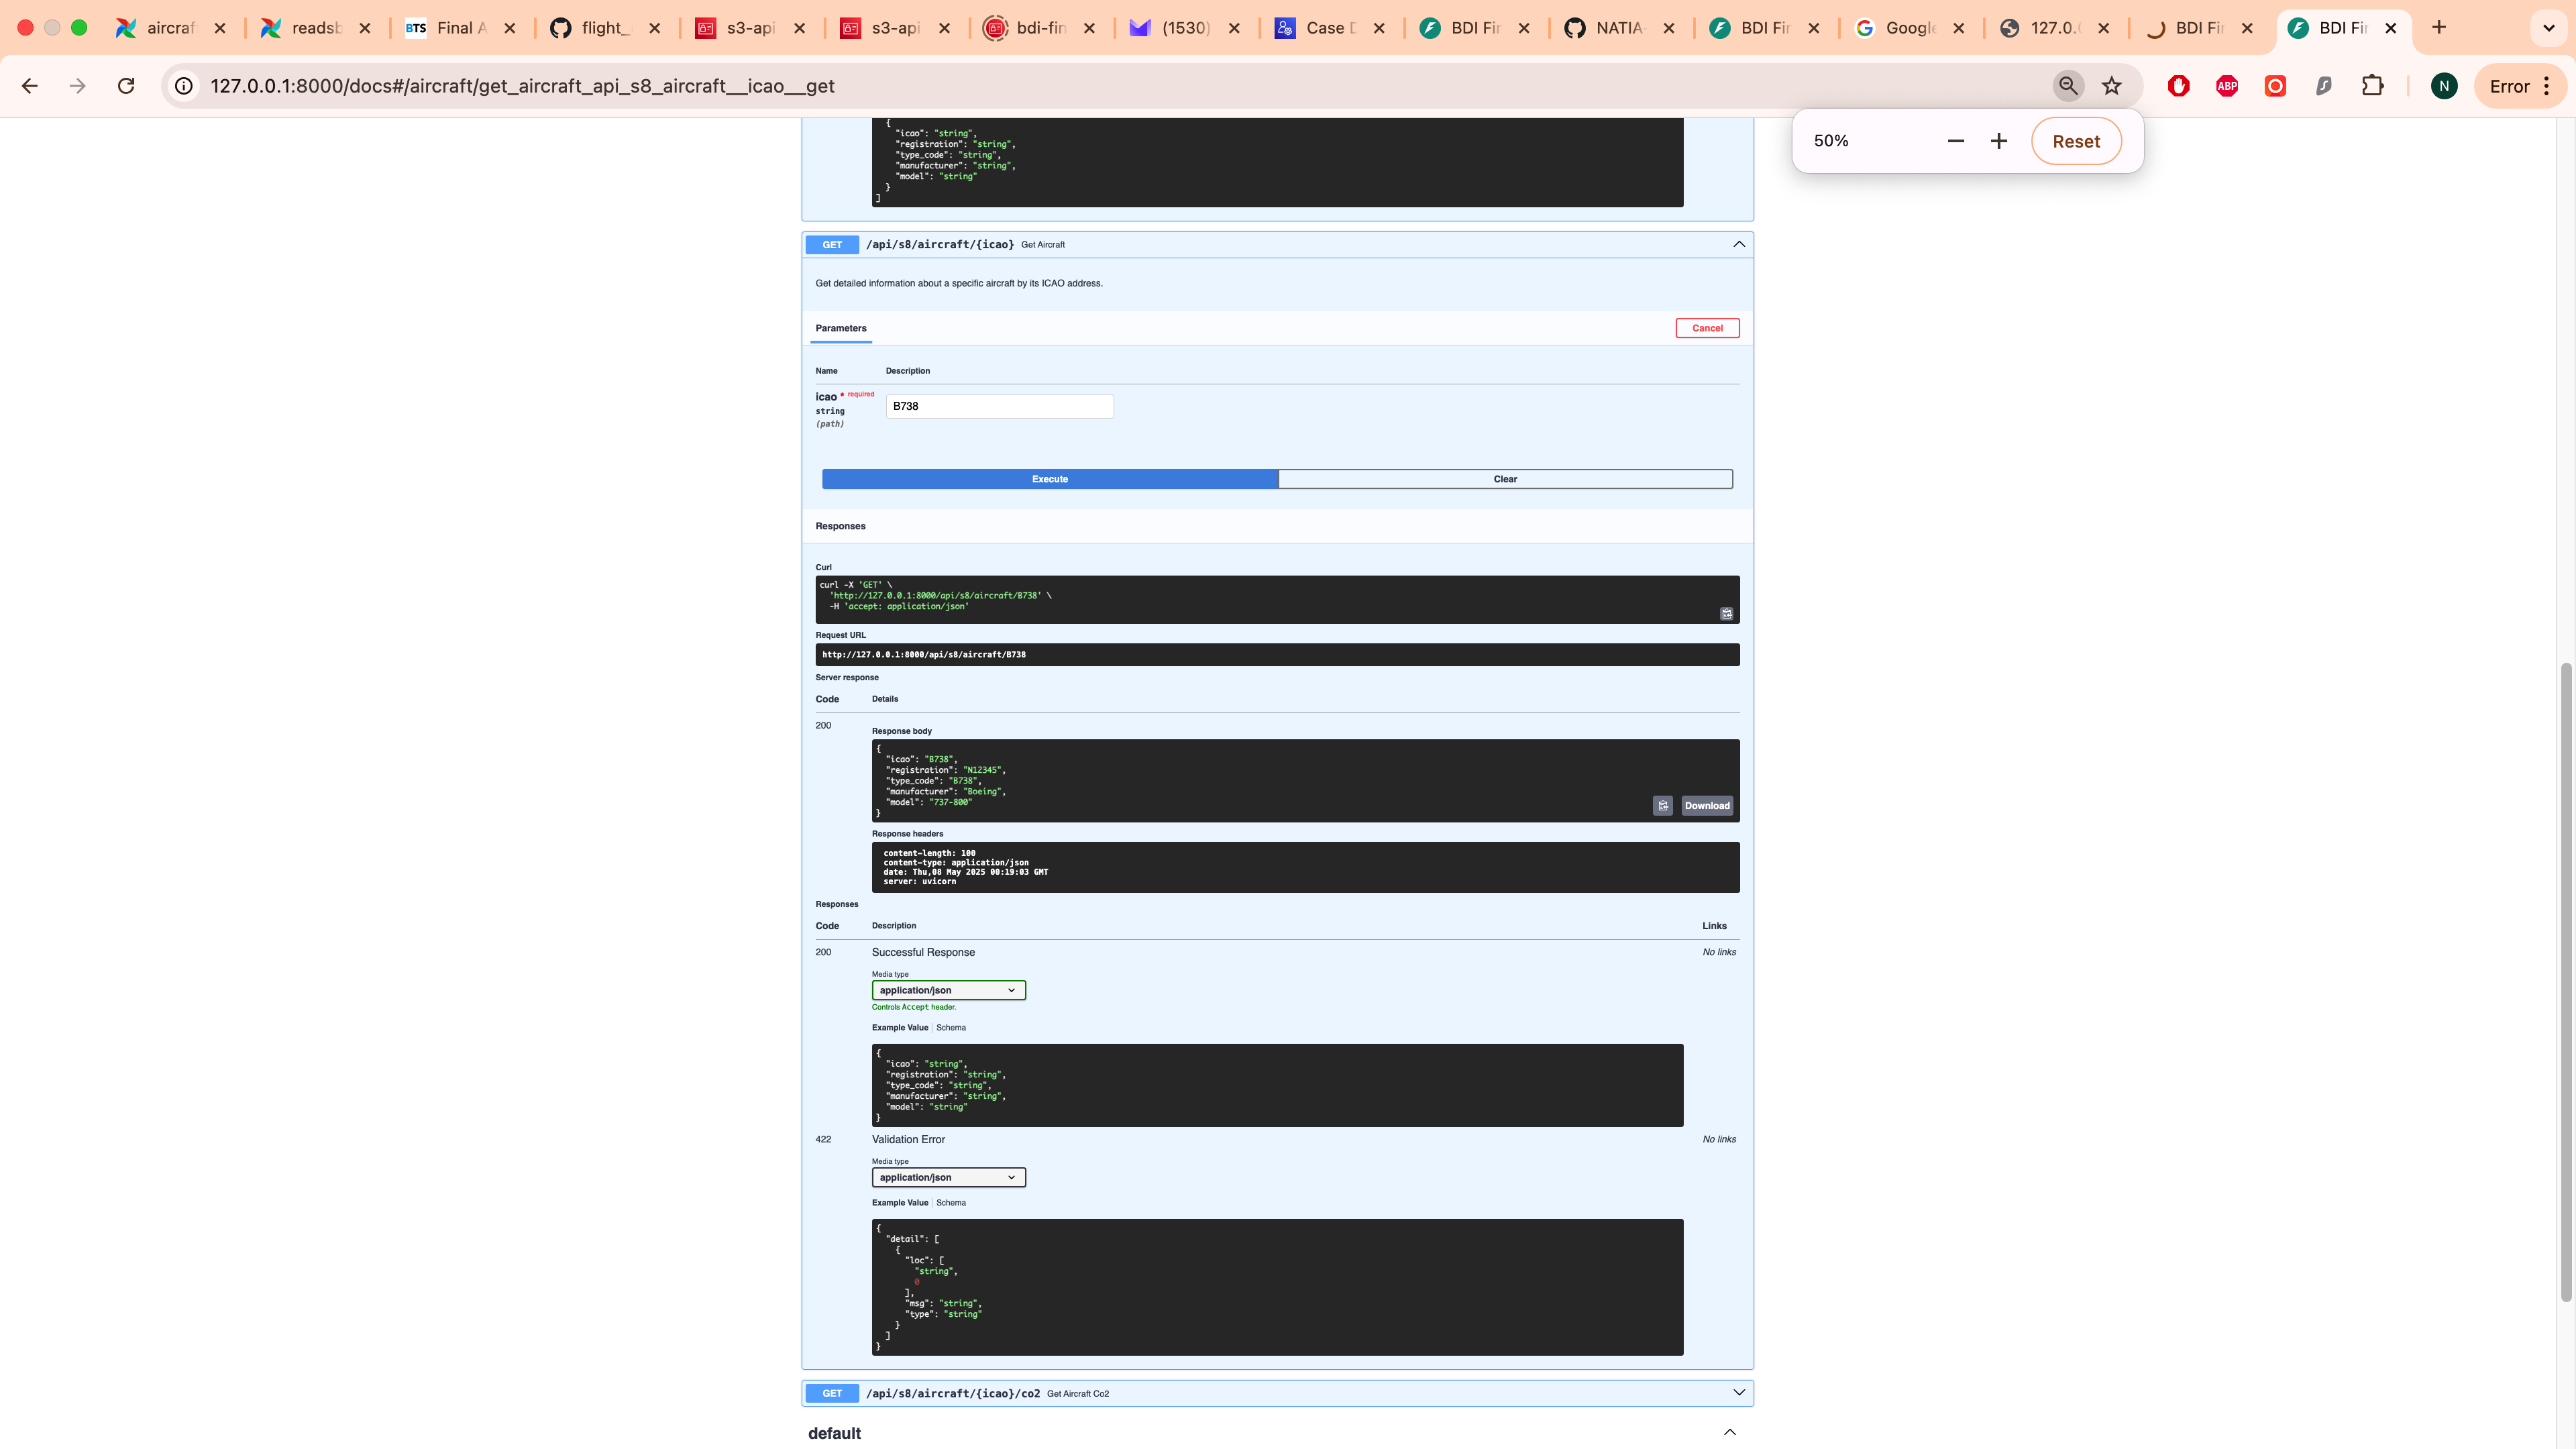 aircraf
readsb
BTS Final A
flight_
s3-api
s3-api
bdi-fin
(1530)
Case D
BDI Fin
NATIA-
BDI Fin
Google
127.0.0
BDI Fin
BDI Fin
127.0.0.1:8000/docs#/aircraft/get_aircraft_api_s8_aircraft__icao__get
ABP
N
Error
50%
Reset
{
"icao": "string",
"registration": "string",
"type_code": "string",
"manufacturer": "string",
"model": "string"
}
]
GET /api/s8/aircraft/{icao} Get Aircraft
Get detailed information about a specific aircraft by its ICAO address.
Parameters
Cancel
Name Description
icao * required
string
(path)
B738
Execute
Clear
Responses
Curl
curl -X 'GET' \
'http://127.0.0.1:8000/api/s8/aircraft/B738' \
-H 'accept: application/json'
Request URL
http://127.0.0.1:8000/api/s8/aircraft/B738
Server response
Code Details
200
Response body
{
"icao": "B738",
"registration": "N12345",
"type_code": "B738",
"manufacturer": "Boeing",
"model": "737-800"
}
Download
Response headers
content-length: 100
content-type: application/json
date: Thu,08 May 2025 00:19:03 GMT
server: uvicorn
Responses
Code Description Links
200 Successful Response No links
Media type
application/json
Controls Accept header.
Example Value Schema
{
"icao": "string",
"registration": "string",
"type_code": "string",
"manufacturer": "string",
"model": "string"
}
422 Validation Error No links
Media type
application/json
Example Value Schema
{
"detail": [
{
"loc": [
"string",
0
],
"msg": "string",
"type": "string"
}
]
}
GET /api/s8/aircraft/{icao}/co2 Get Aircraft Co2
default